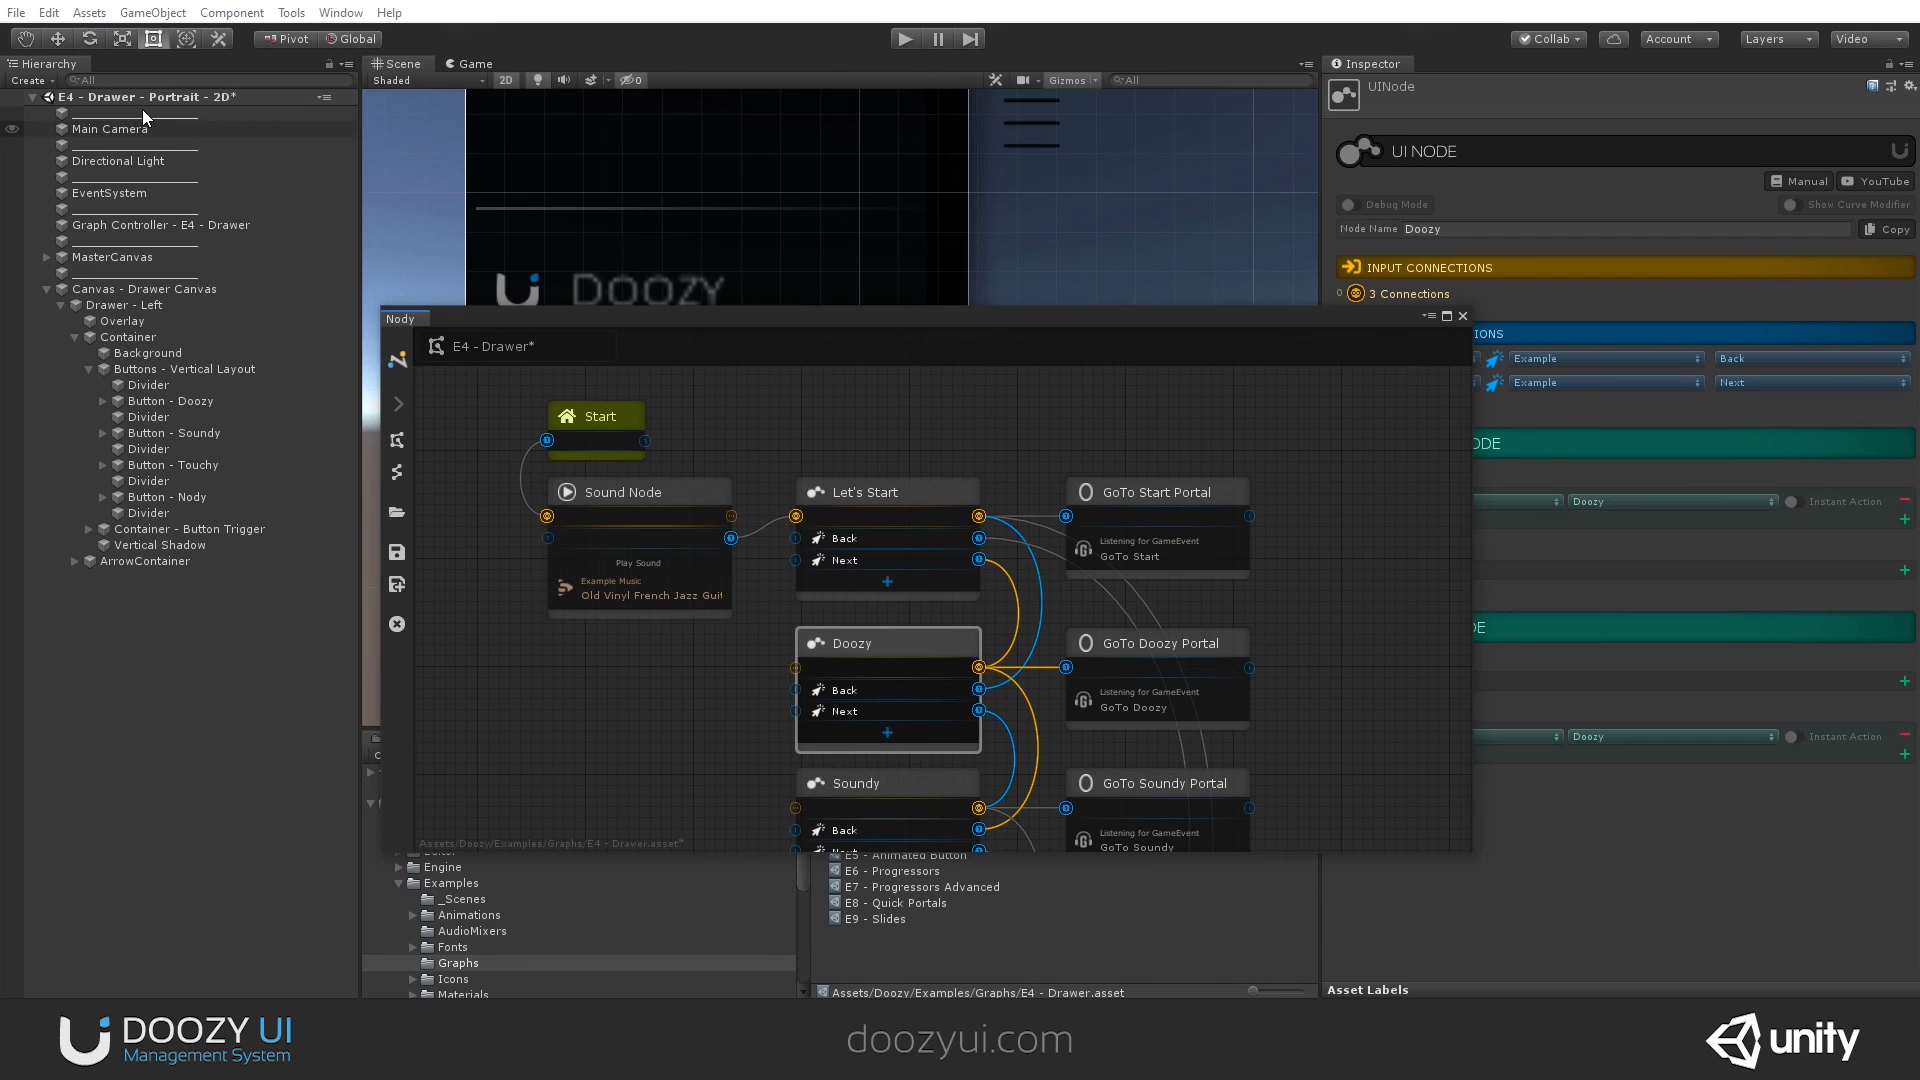 File Edit Assets GameObject Component Tools Window Help
Pivot Global Collab Account Layers Video
Hierarchy
Create All
E4 - Drawer - Portrait - 2D*
Main Camera
Directional Light
EventSystem
Graph Controller - E4 - Drawer
MasterCanvas
Canvas - Drawer Canvas
Drawer - Left
Overlay
Container
Background
Buttons - Vertical Layout
Divider
Button - Doozy
Divider
Button - Soundy
Divider
Button - Touchy
Divider
Button - Nody
Divider
Container - Button Trigger
Vertical Shadow
ArrowContainer
Scene Game
Shaded 2D 0 Gizmos All
DOOZY
Nody
E4 - Drawer*
Start
Sound Node
Play Sound
Example Music
Old Vinyl French Jazz Guit
Let's Start
Back
Next
GoTo Start Portal
Listening for GameEvent
GoTo Start
Doozy
Back
Next
GoTo Doozy Portal
Listening for GameEvent
GoTo Doozy
Soundy
Back
GoTo Soundy Portal
Listening for GameEvent
GoTo Soundy
Assets/Doozy/Examples/Graphs/E4 - Drawer.asset*
Engine
Examples
_Scenes
Animations
AudioMixers
Fonts
Graphs
Icons
Materials
E5 - Animated Button
E6 - Progressors
E7 - Progressors Advanced
E8 - Quick Portals
E9 - Slides
Assets/Doozy/Examples/Graphs/E4 - Drawer.asset
Inspector
UINode
UI NODE
Manual YouTube
Debug Mode Show Curve Modifier
Node Name Doozy Copy
INPUT CONNECTIONS
0 3 Connections
IONS
Example Back
Example Next
ODE
Doozy Instant Action
DE
Doozy Instant Action
Asset Labels
DOOZY UI
Management System
doozyui.com
unity